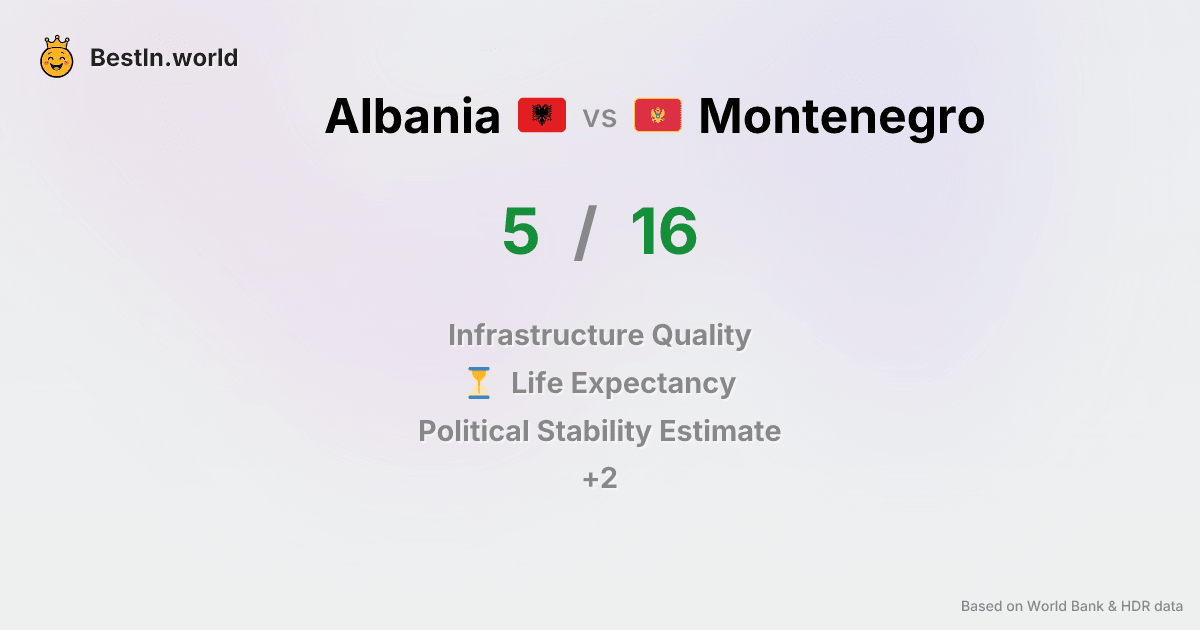 BestIn.world
Albania vs Montenegro
5 / 16
Infrastructure Quality
Life Expectancy
Political Stability Estimate
+2
Based on World Bank & HDR data